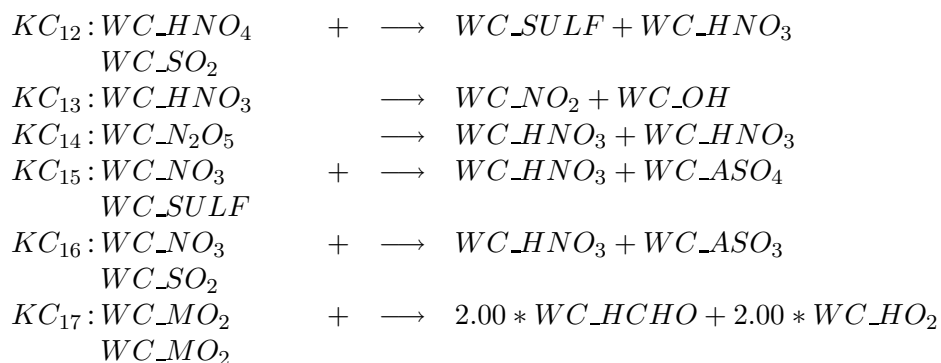 KC₁₂ : WC_HNO₄ + ⟶ WC_SULF + WC_HNO₃
WC_SO₂
KC₁₃ : WC_HNO₃ ⟶ WC_NO₂ + WC_OH
KC₁₄ : WC_N₂O₅ ⟶ WC_HNO₃ + WC_HNO₃
KC₁₅ : WC_NO₃ + ⟶ WC_HNO₃ + WC_ASO₄
WC_SULF
KC₁₆ : WC_NO₃ + ⟶ WC_HNO₃ + WC_ASO₃
WC_SO₂
KC₁₇ : WC_MO₂ + ⟶ 2.00 * WC_HCHO + 2.00 * WC_HO₂
WC_MO₂